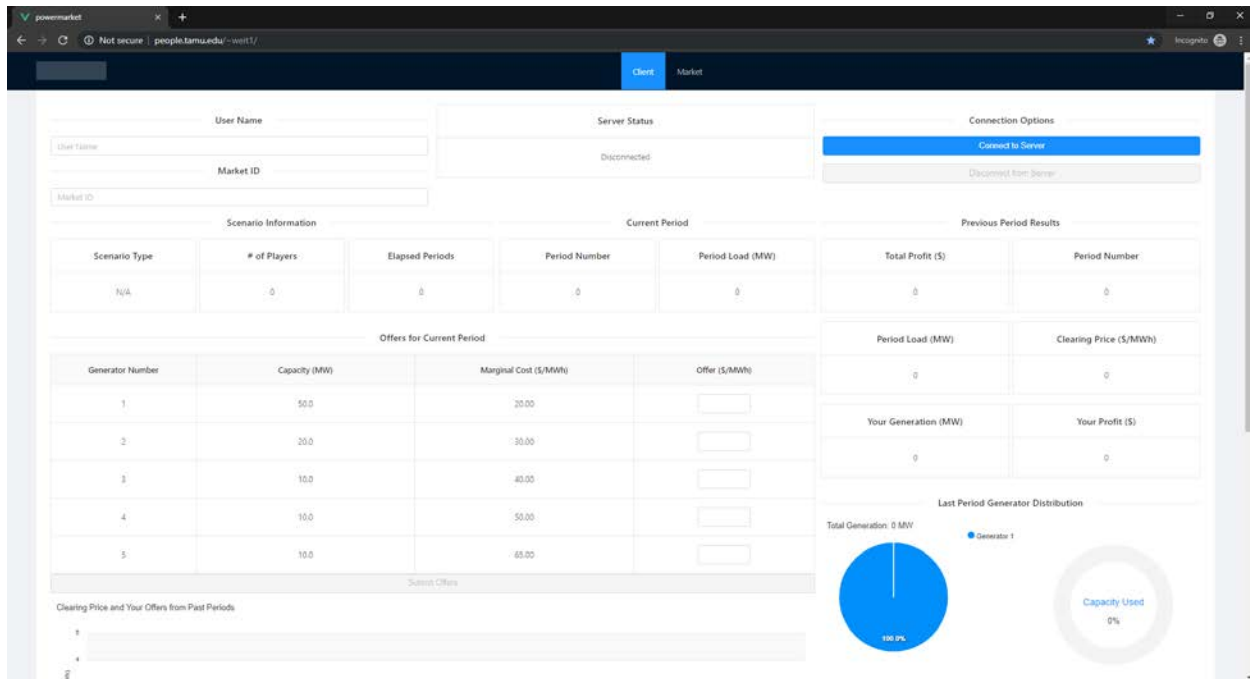 powermarket
Not secure | people.tamu.edu/~weit1/
Incognito
Client Market
User Name
User Name
Market ID
Market ID
Server Status
Disconnected
Connection Options
Connect to Server
Disconnect from Server
Scenario Information
Scenario Type # of Players Elapsed Periods
N/A 0 0
Current Period
Period Number Period Load (MW)
0 0
Previous Period Results
Total Profit ($) Period Number
0 0
Period Load (MW) Clearing Price ($/MWh)
0 0
Your Generation (MW) Your Profit ($)
0 0
Offers for Current Period
Generator Number Capacity (MW) Marginal Cost ($/MWh) Offer ($/MWh)
1 50.0 20.00
2 20.0 30.00
3 10.0 40.00
4 10.0 50.00
5 10.0 65.00
Submit Offers
Clearing Price and Your Offers from Past Periods
5
4
Last Period Generator Distribution
Total Generation: 0 MW
Generator 1
100.0%
Capacity Used
0%